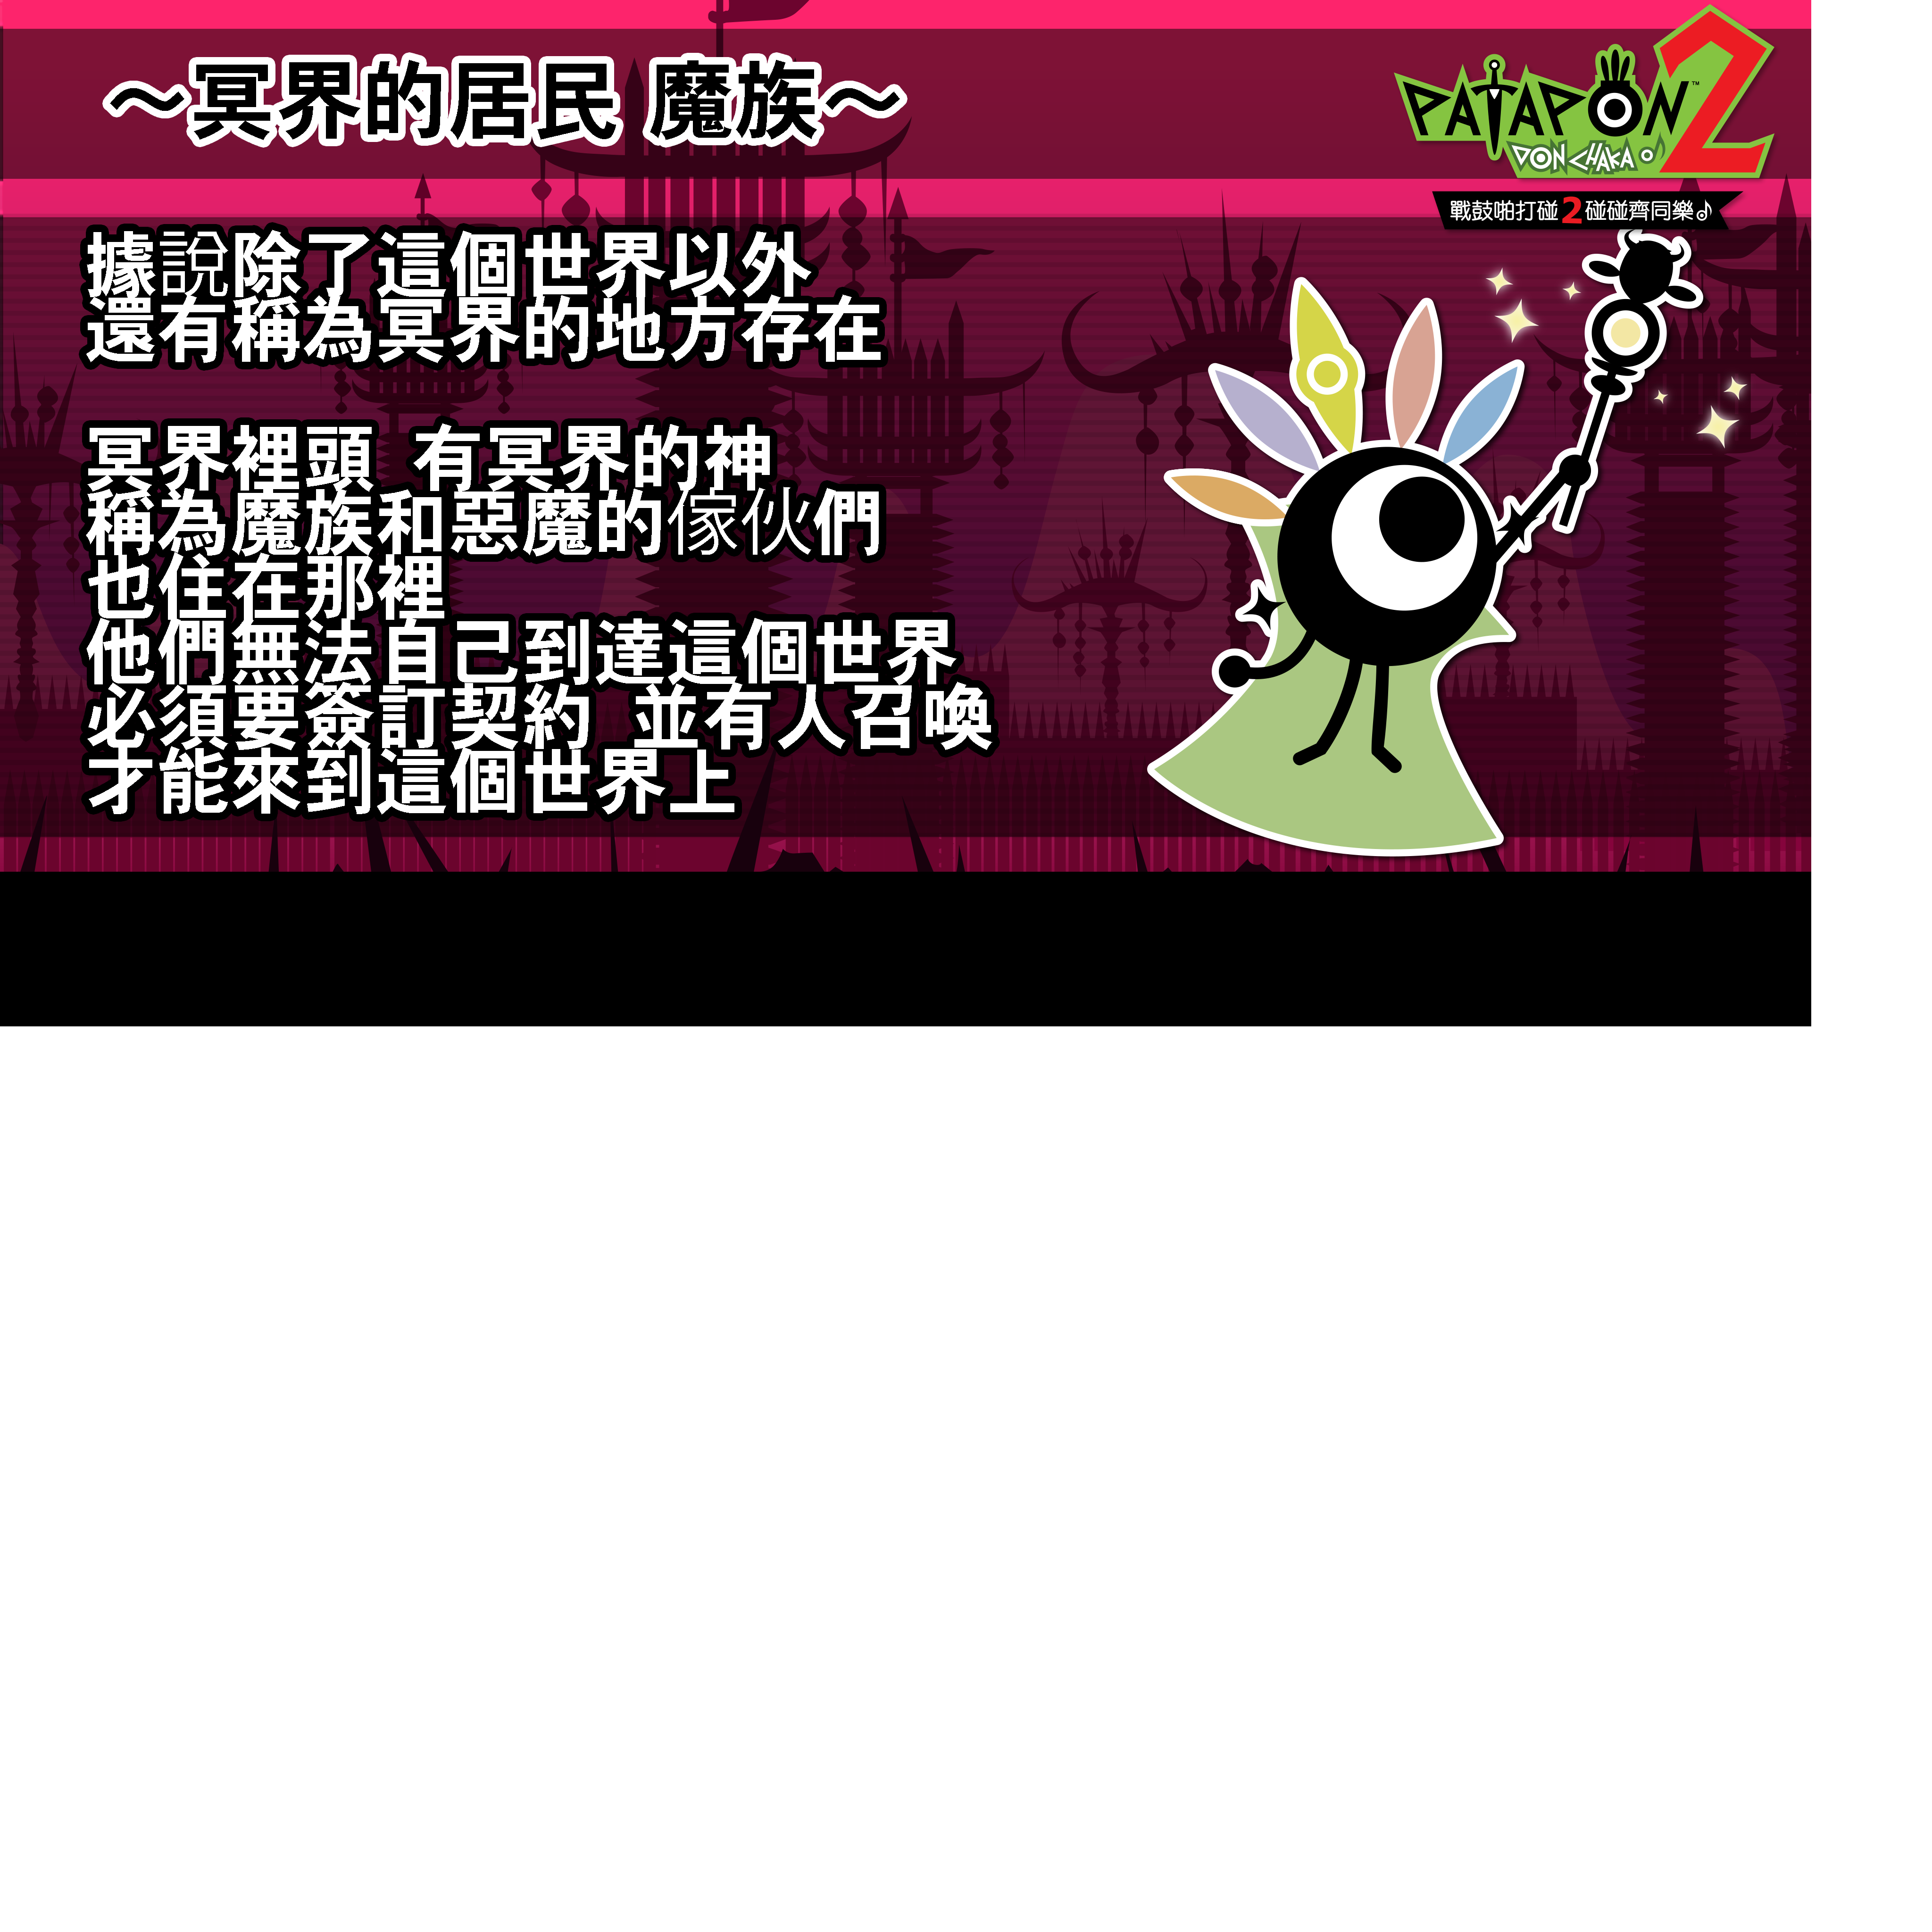 ～冥界的居民 魔族～
PATAPON 2™
DON CHAKA♪
戰鼓啪打碰2碰碰齊同樂♪
據說除了這個世界以外
還有稱為冥界的地方存在
冥界裡頭 有冥界的神
稱為魔族和惡魔的傢伙們
也住在那裡
他們無法自己到達這個世界
必須要簽訂契約 並有人召喚
才能來到這個世界上